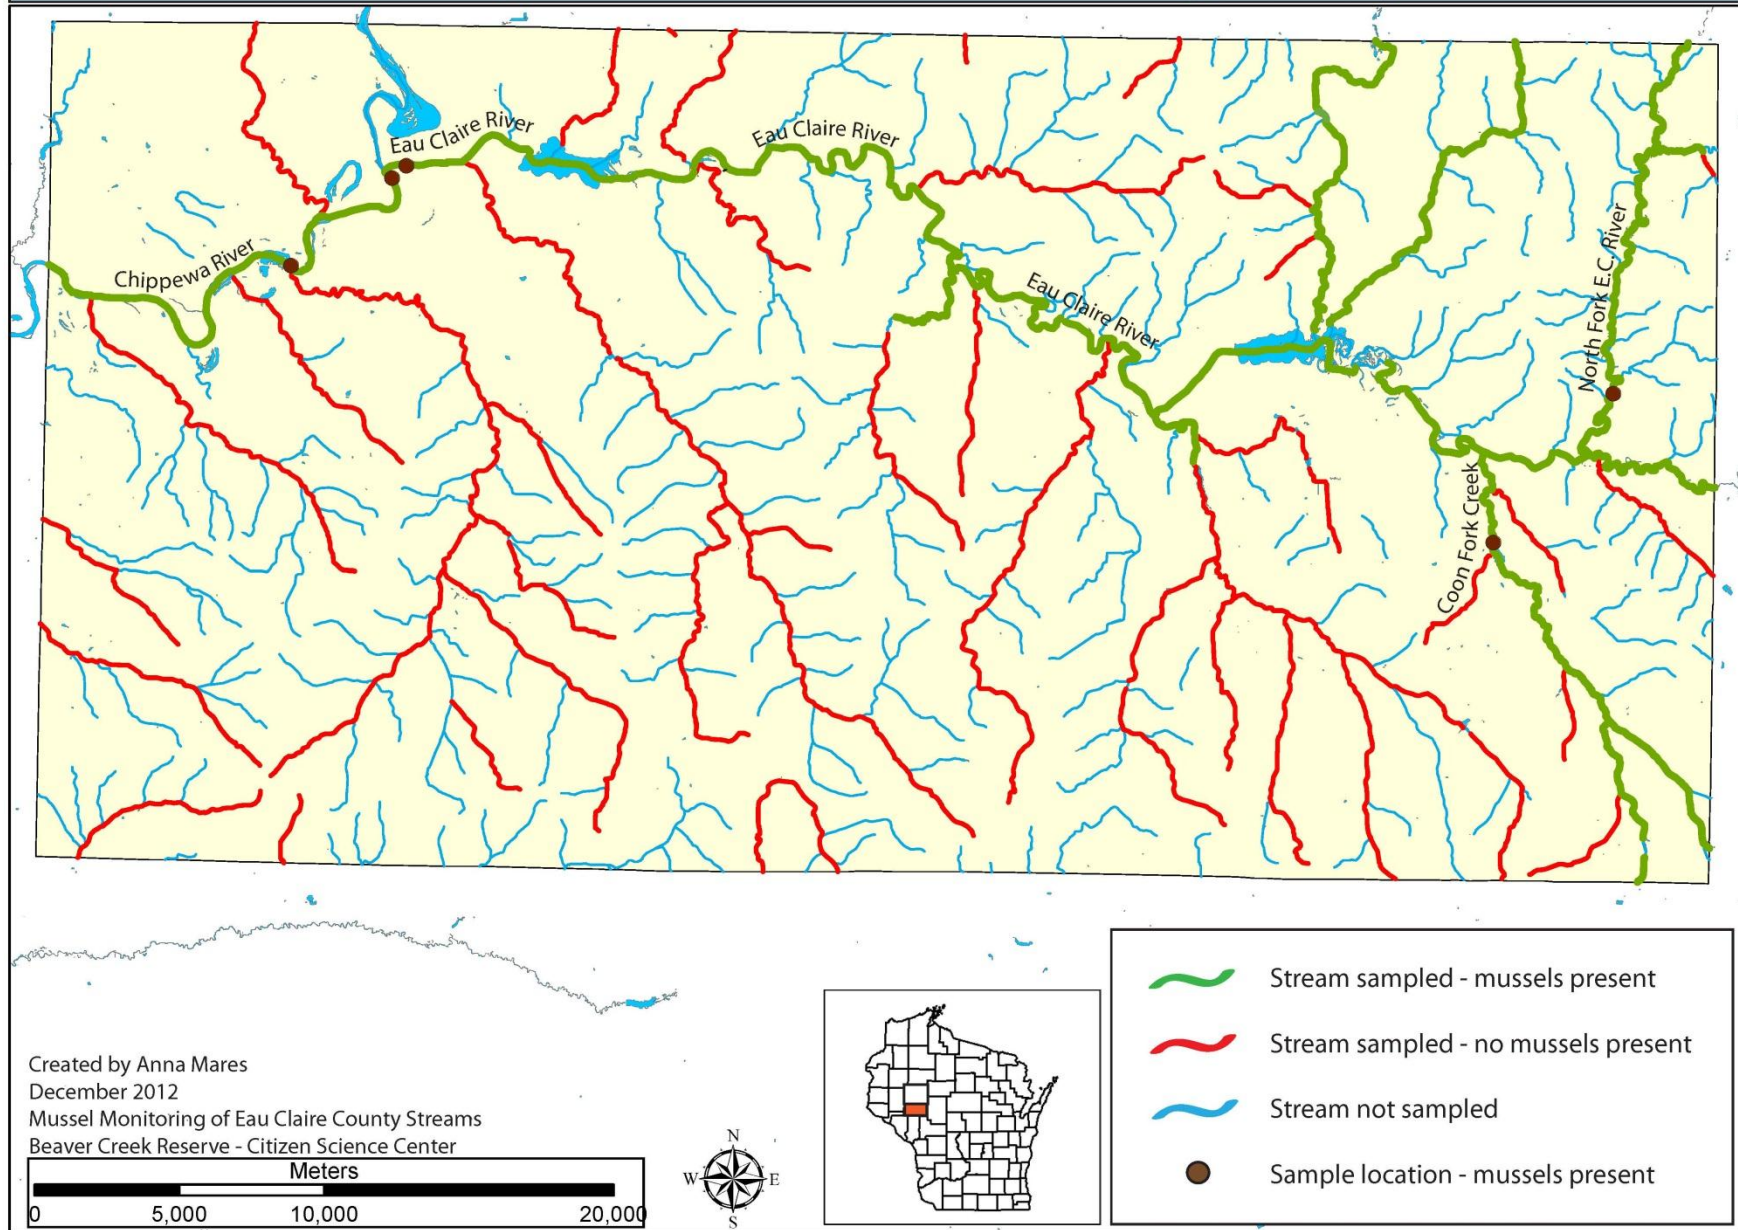 Eau Claire River
Eau Claire River
Chippewa River
North Fork E.C. River
Eau Claire River
Coon Fork Creek
Stream sampled - mussels present
Stream sampled - no mussels present
Stream not sampled
Sample location - mussels present
Created by Anna Mares
December 2012
Mussel Monitoring of Eau Claire County Streams
Beaver Creek Reserve - Citizen Science Center
Meters
0 5,000 10,000 20,000
N
W E
S